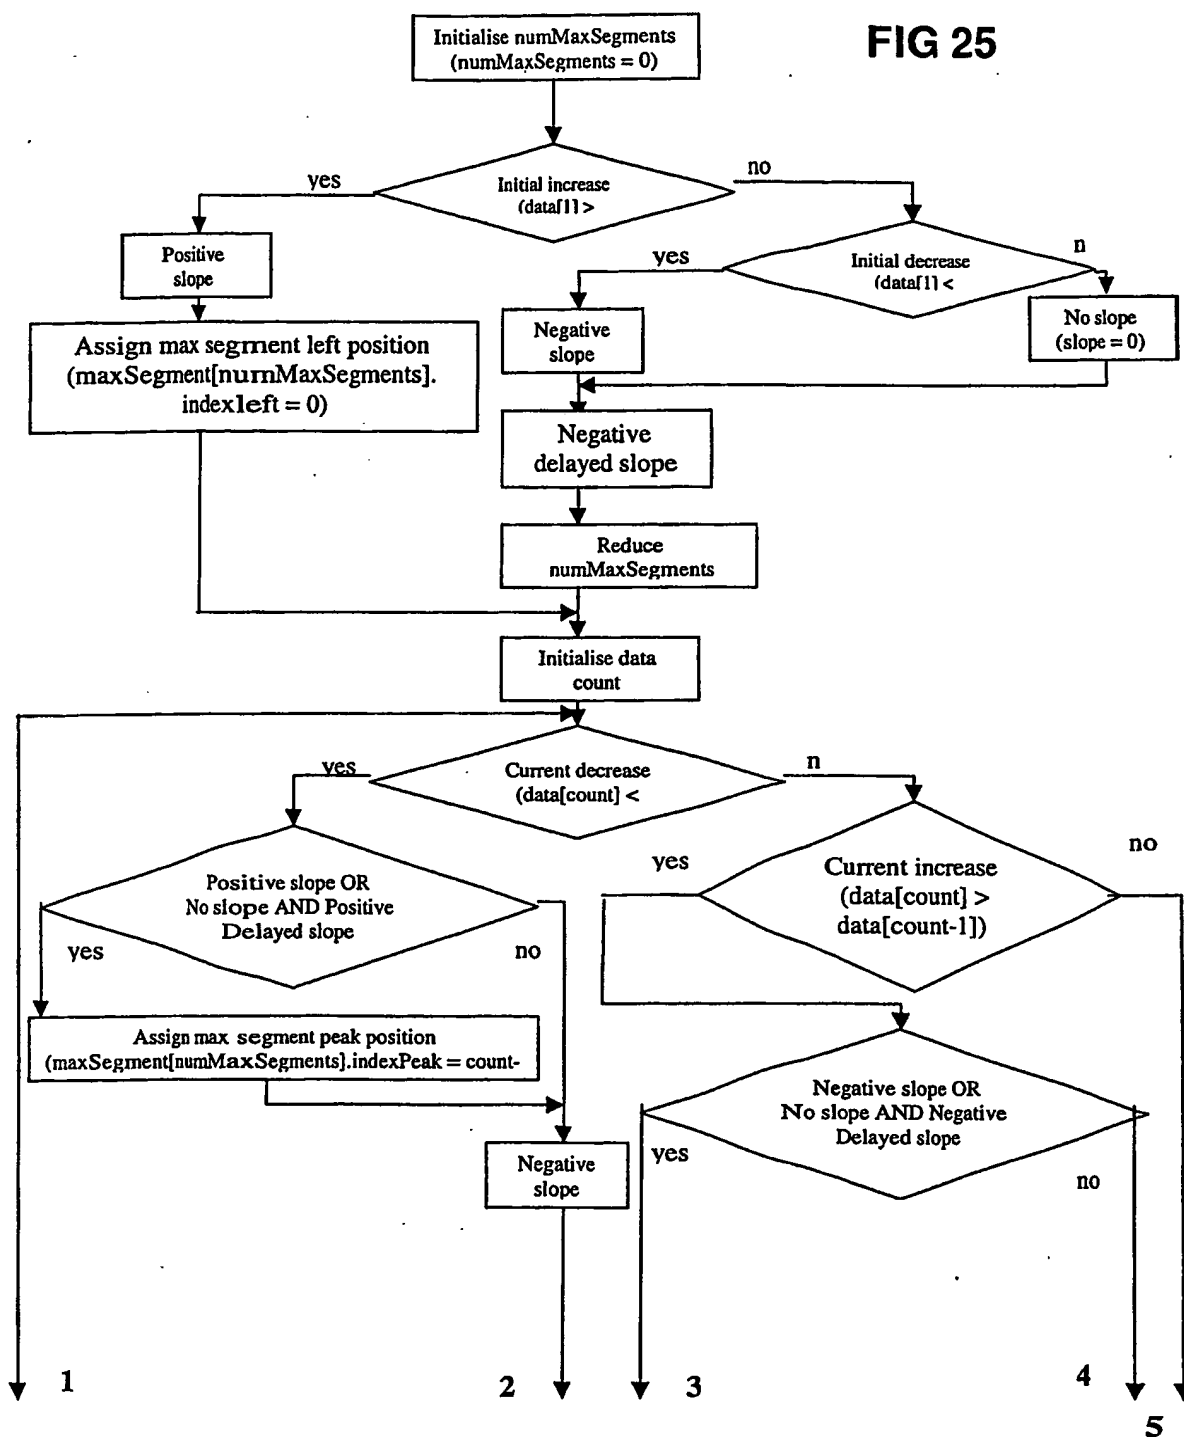 FIG 25
Initialise numMaxSegments
(numMaxSegments = 0)
yes
Initial increase
(data[1] >
no
Positive
slope
yes
Initial decrease
(data[1] <
n
Negative
slope
No slope
(slope = 0)
Assign max segment left position
(maxSegment[numMaxSegments].
indexleft = 0)
Negative
delayed slope
Reduce
numMaxSegments
Initialise data
count
yes
Current decrease
(data[count] <
n
yes
Current increase
(data[count] >
data[count-1])
no
Positive slope OR
No slope AND Positive
Delayed slope
yes
no
Assign max segment peak position
(maxSegment[numMaxSegments].indexPeak = count-
Negative slope OR
No slope AND Negative
Delayed slope
yes
no
Negative
slope
1
2
3
4
5